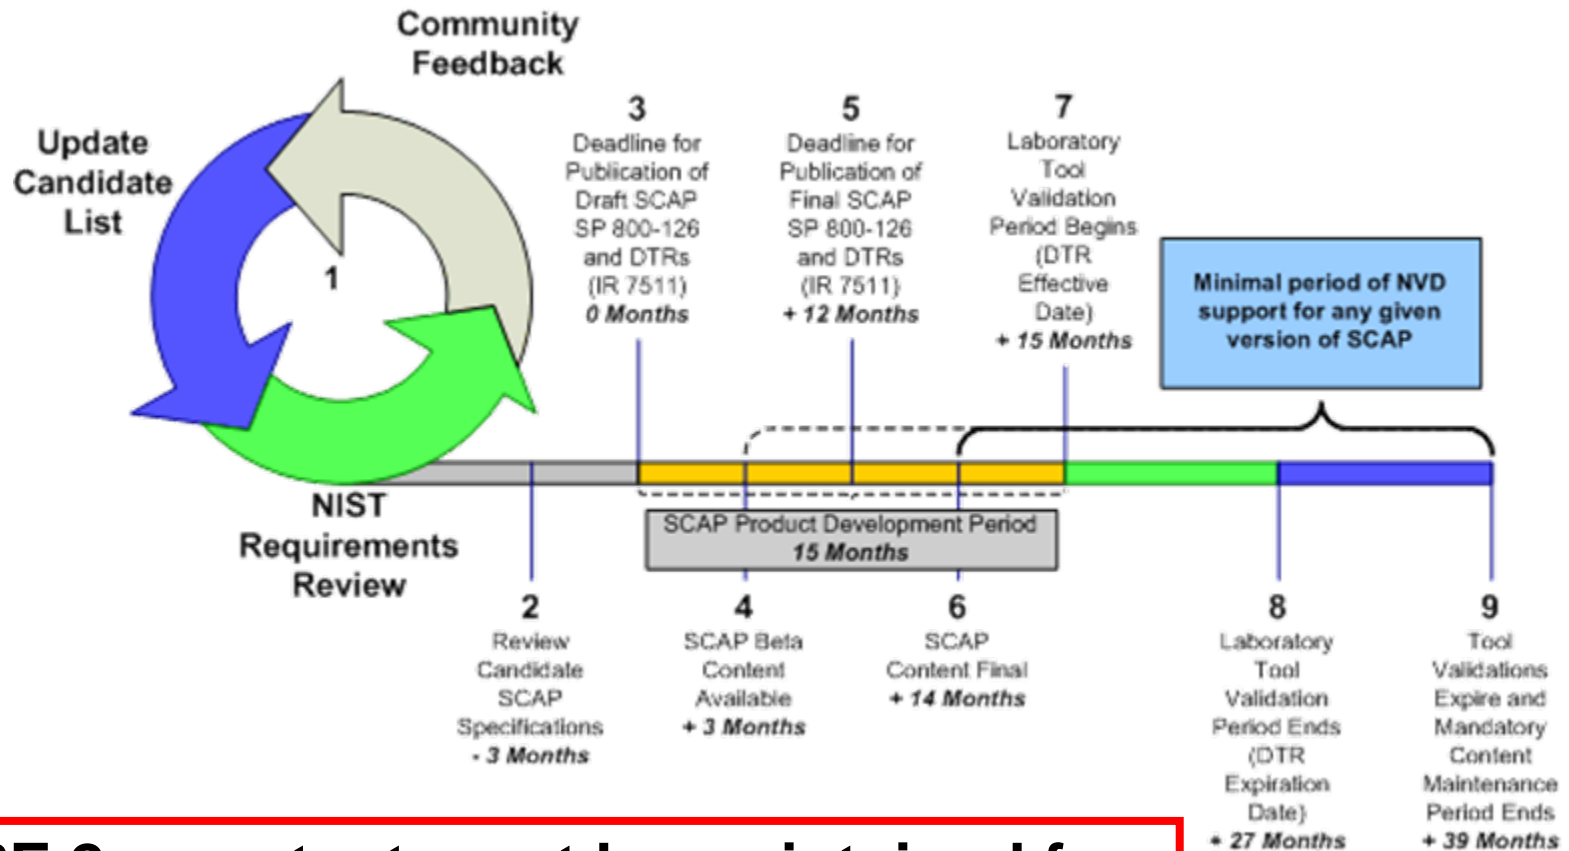 Community
Feedback
Update
Candidate
List
1
NIST
Requirements
Review
3
Deadline for
Publication of
Draft SCAP
SP 800-126
and DTRs
(IR 7511)
0 Months
5
Deadline for
Publication of
Final SCAP
SP 800-126
and DTRs
(IR 7511)
+ 12 Months
7
Laboratory
Tool
Validation
Period Begins
(DTR
Effective
Date)
+ 15 Months
Minimal period of NVD
support for any given
version of SCAP
SCAP Product Development Period
15 Months
2
Review
Candidate
SCAP
Specifications
- 3 Months
4
SCAP Beta
Content
Available
+ 3 Months
6
SCAP
Content Final
+ 14 Months
8
Laboratory
Tool
Validation
Period Ends
(DTR
Expiration
Date)
+ 27 Months
9
Tool
Validations
Expire and
Mandatory
Content
Maintenance
Period Ends
+ 39 Months